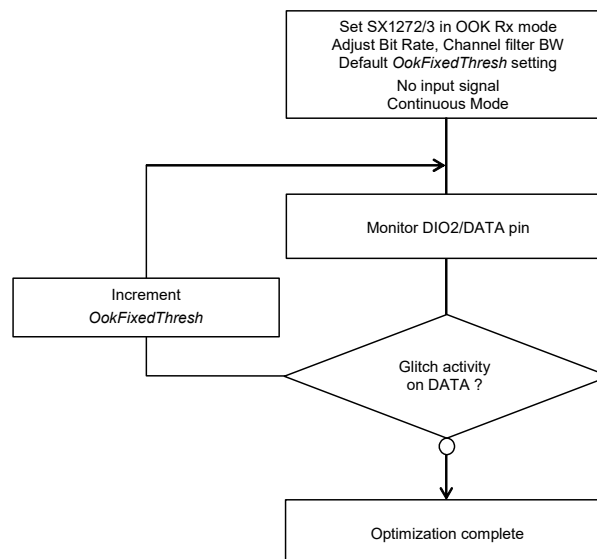 Set SX1272/3 in OOK Rx mode
Adjust Bit Rate, Channel filter BW
Default OokFixedThresh setting
No input signal
Continuous Mode
Monitor DIO2/DATA pin
Increment
OokFixedThresh
Glitch activity
on DATA ?
Optimization complete